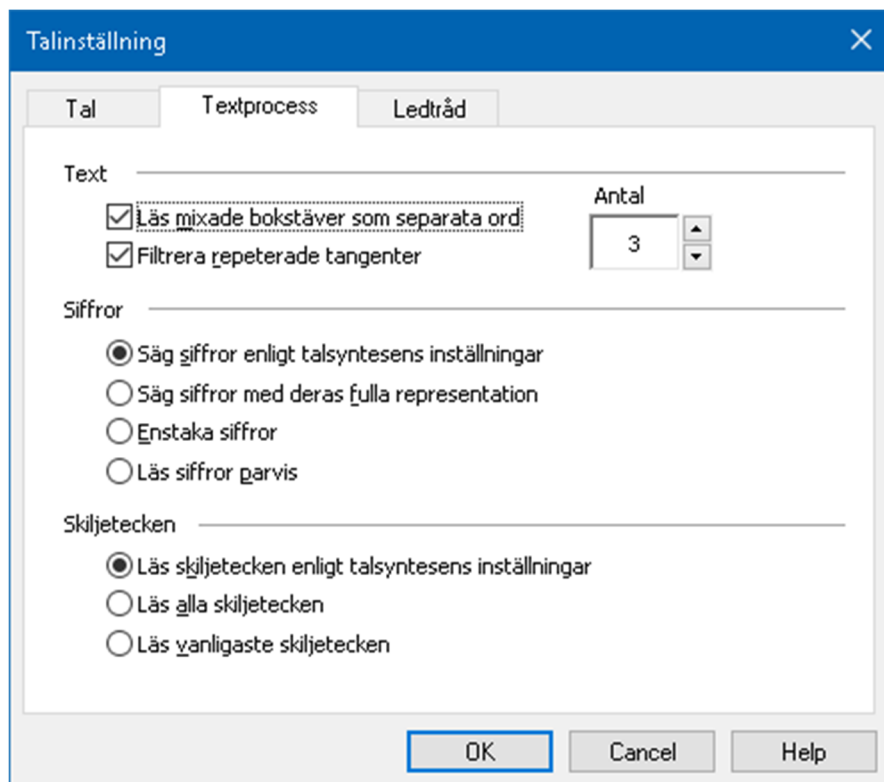 Talinställning
Tal Textprocess Ledtråd
Text
Antal
Läs mixade bokstäver som separata ord
3
Filtrera repeterade tangenter
Siffror
Säg siffror enligt talsyntesens inställningar
Säg siffror med deras fulla representation
Enstaka siffror
Läs siffror parvis
Skiljetecken
Läs skiljetecken enligt talsyntesens inställningar
Läs alla skiljetecken
Läs vanligaste skiljetecken
OK Cancel Help